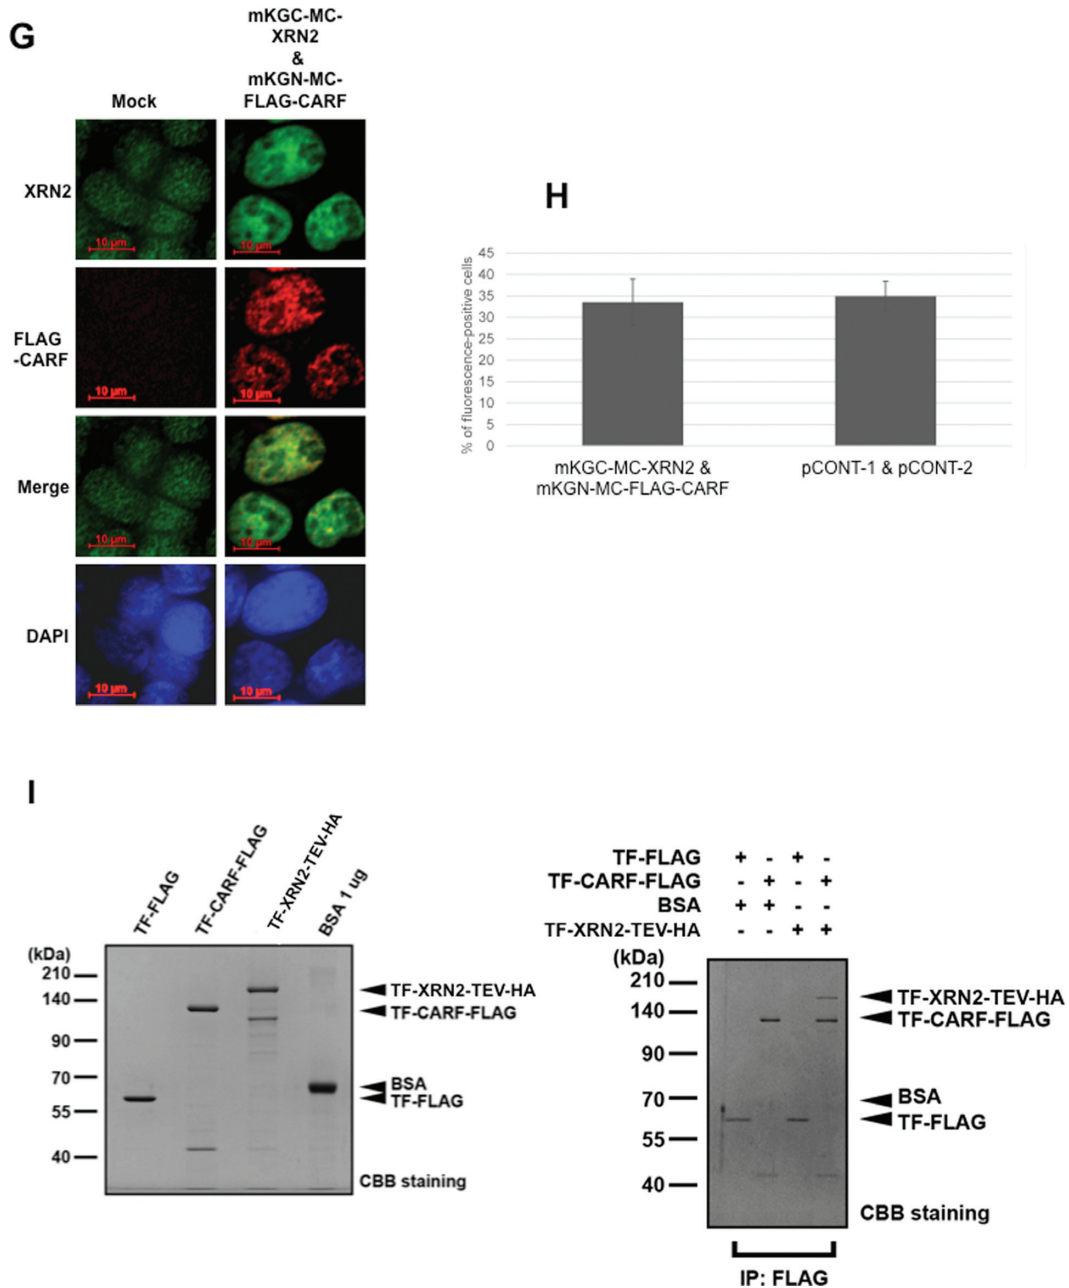 G
mKGC-MC-
XRN2
&
mKGN-MC-
FLAG-CARF
Mock
XRN2
10 µm
10 µm
FLAG
-CARF
10 µm
10 µm
Merge
10 µm
10 µm
DAPI
10 µm
10 µm
H
% of fluorescence-positive cells
45
40
35
30
25
20
15
10
5
0
mKGC-MC-XRN2 &
mKGN-MC-FLAG-CARF
pCONT-1 & pCONT-2
I
TF-FLAG
TF-CARF-FLAG
TF-XRN2-TEV-HA
BSA 1 ug
(kDa)
210
140
90
70
55
40
TF-XRN2-TEV-HA
TF-CARF-FLAG
BSA
TF-FLAG
CBB staining
TF-FLAG + - + -
TF-CARF-FLAG - + - +
BSA + + - -
TF-XRN2-TEV-HA - - + +
(kDa)
210
140
90
70
55
40
TF-XRN2-TEV-HA
TF-CARF-FLAG
BSA
TF-FLAG
CBB staining
IP: FLAG